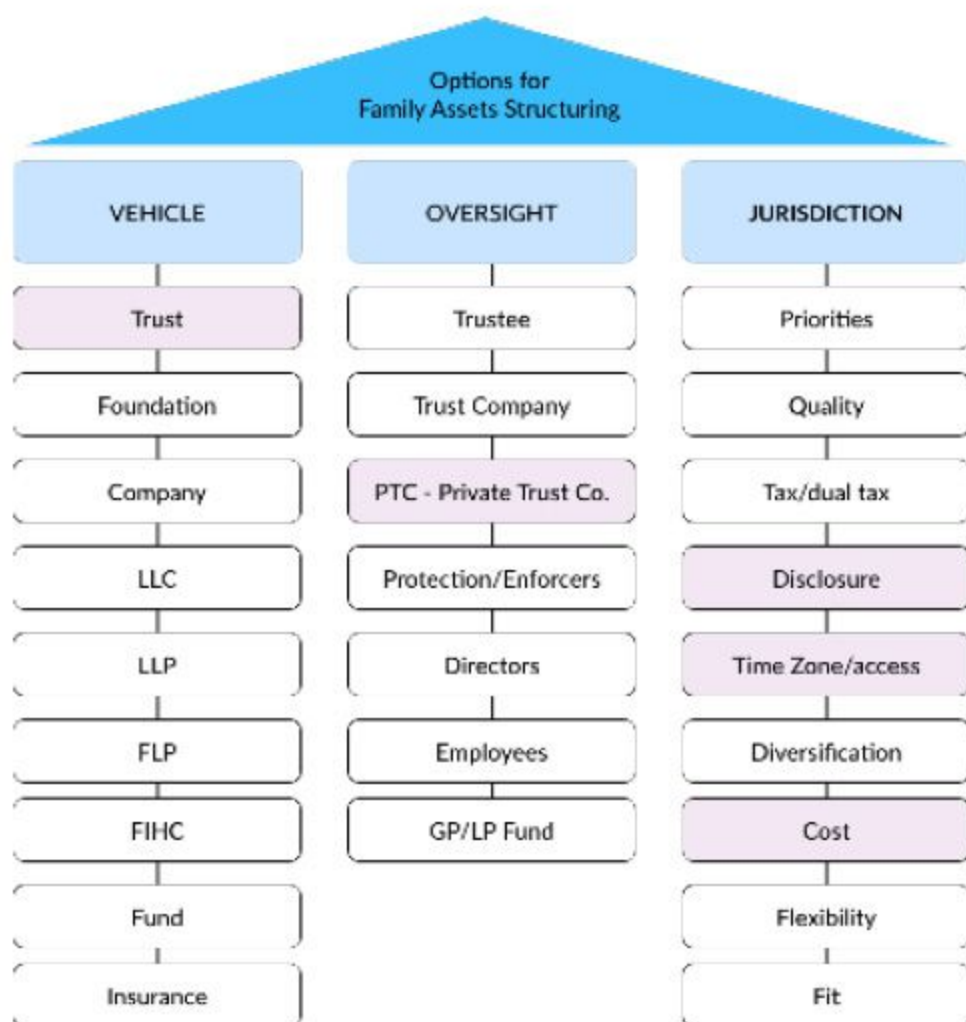 Options for
Family Assets Structuring
VEHICLE
Trust
Foundation
Company
LLC
LLP
FLP
FIHC
Fund
Insurance
OVERSIGHT
Trustee
Trust Company
PTC - Private Trust Co.
Protection/Enforcers
Directors
Employees
GP/LP Fund
JURISDICTION
Priorities
Quality
Tax/dual tax
Disclosure
Time Zone/access
Diversification
Cost
Flexibility
Fit